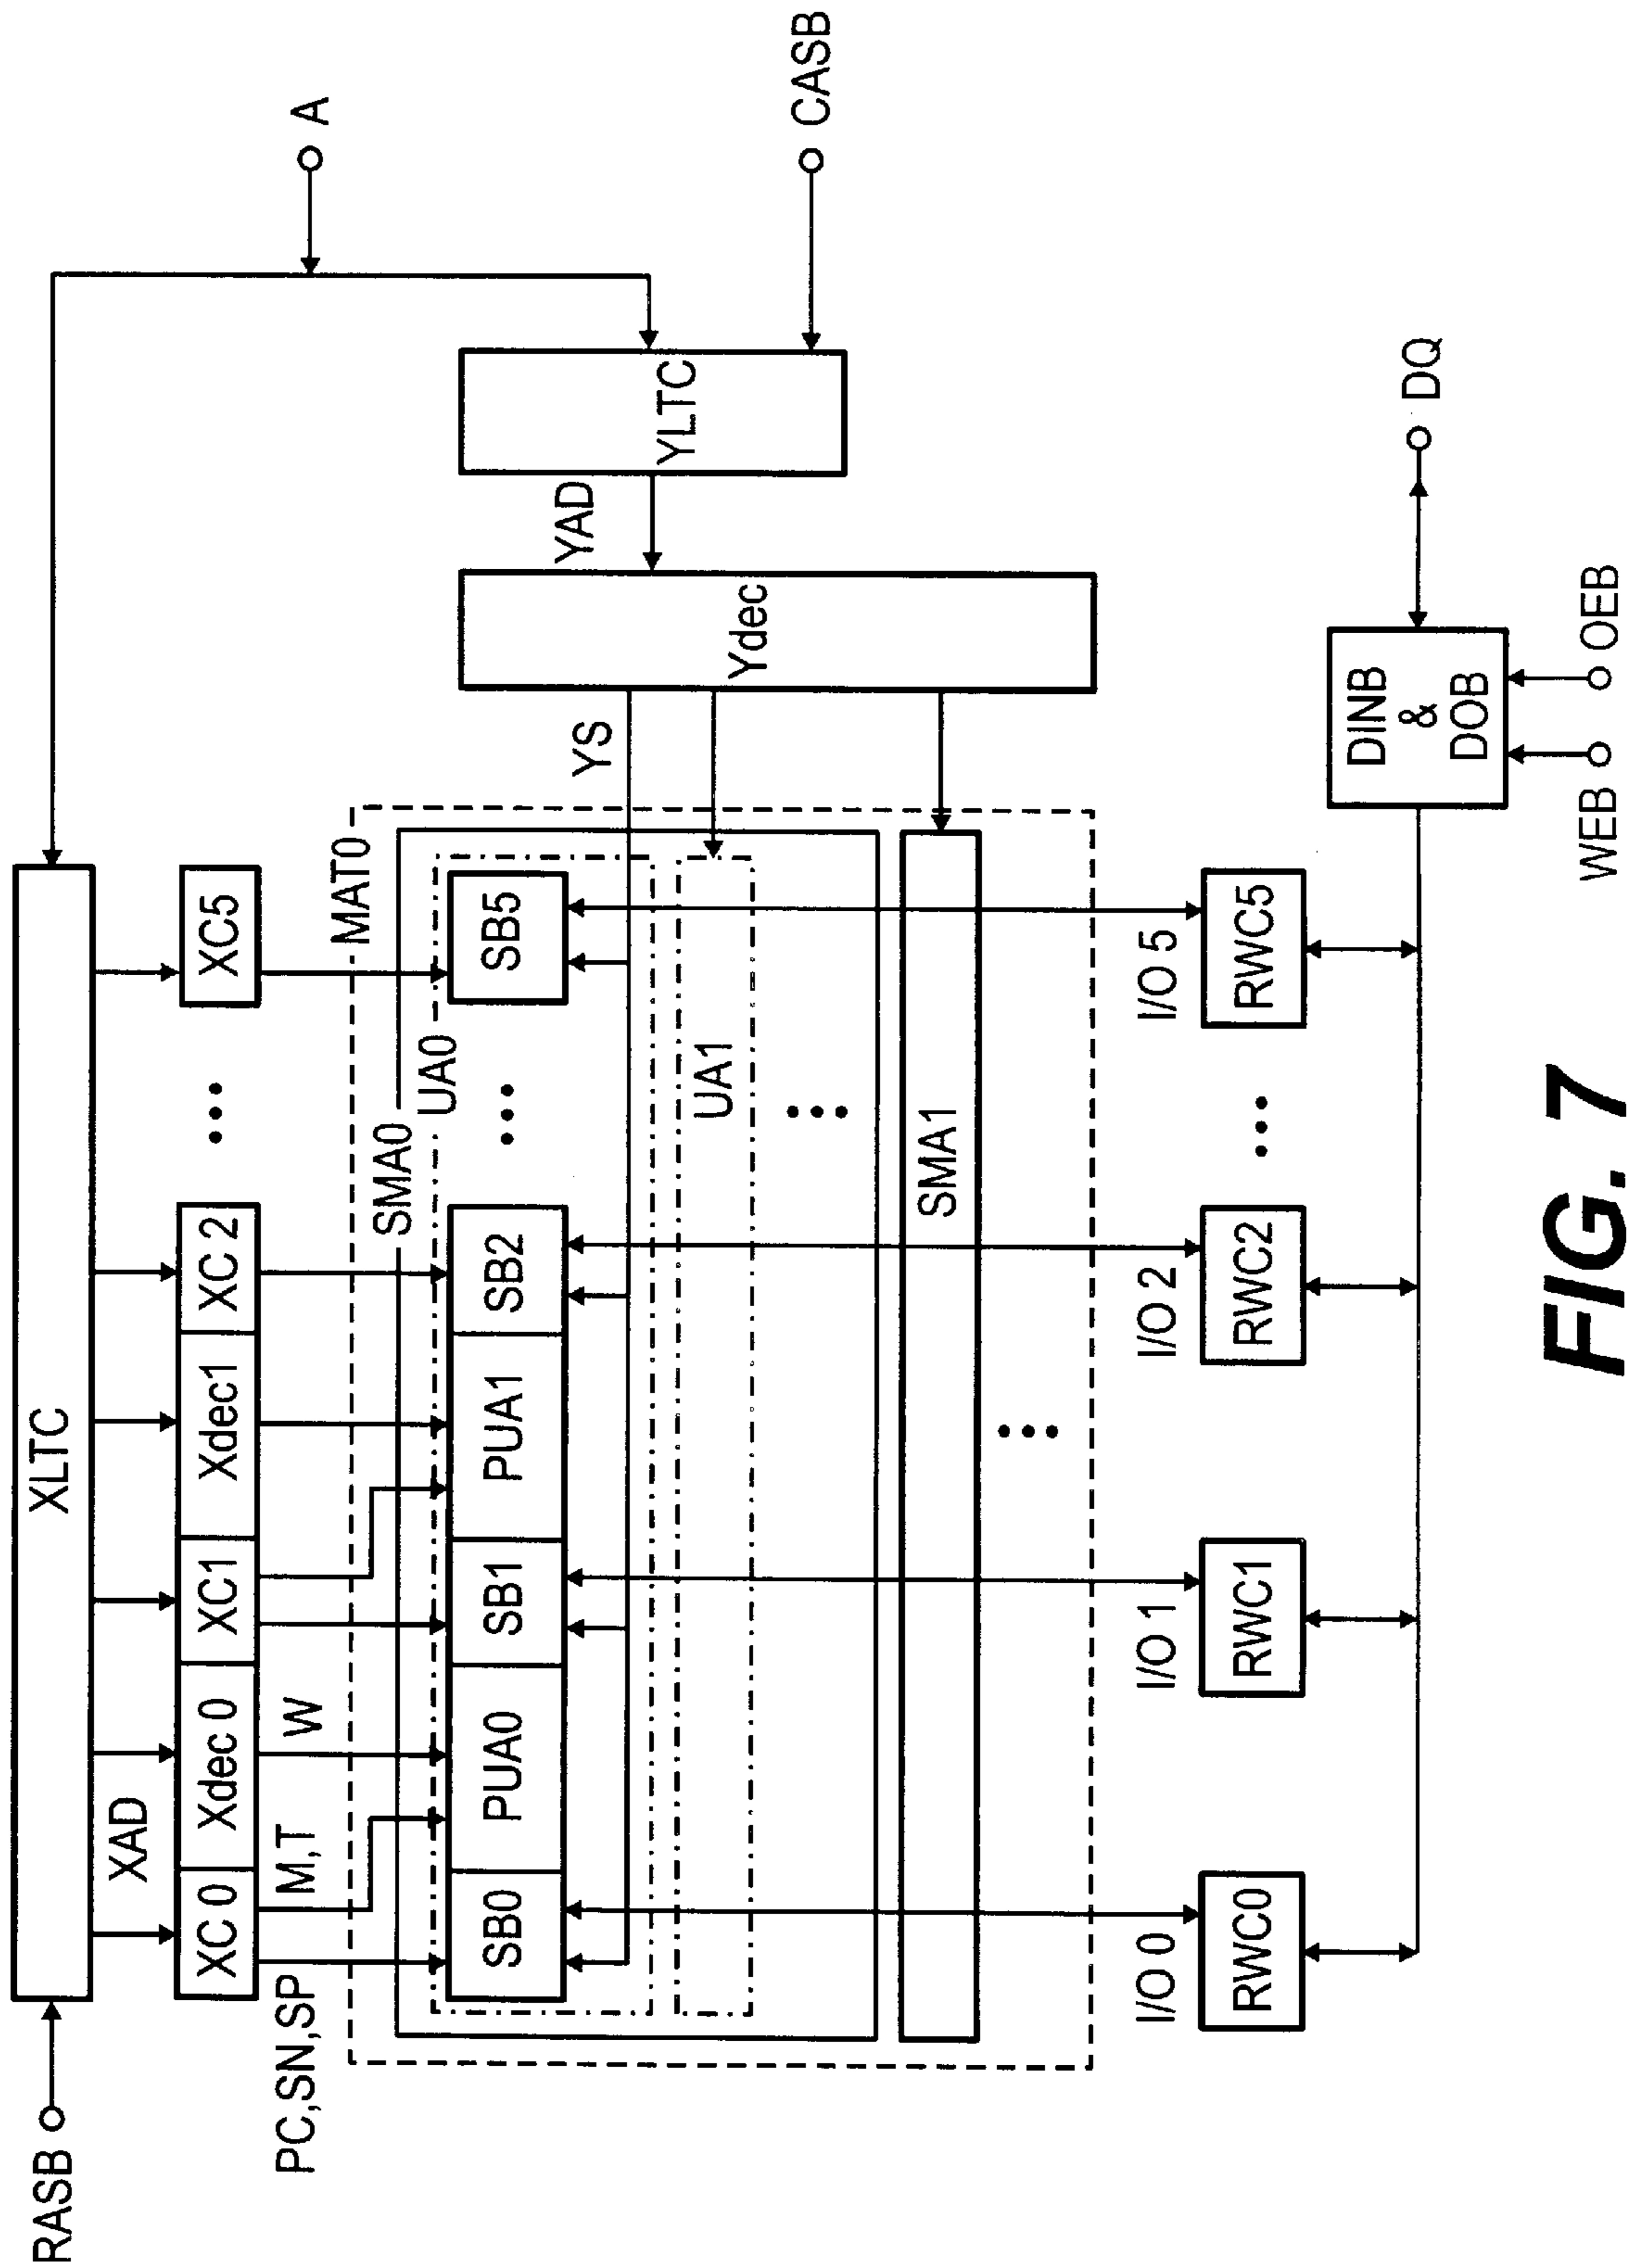 RASB
XLTC
A
XAD
XC 0
Xdec 0
XC1
Xdec1
XC 2
•••
XC5
PC,SN,SP
M,T
W
MAT0
SMA0
UA0
SB0
PUA0
SB1
PUA1
SB2
•••
SB5
YS
Ydec
YAD
YLTC
CASB
UA1
•••
SMA1
•••
I/O 0
I/O 1
I/O 2
I/O 5
RWC0
RWC1
RWC2
•••
RWC5
DINB
&
DOB
DQ
WEB
OEB
FIG. 7